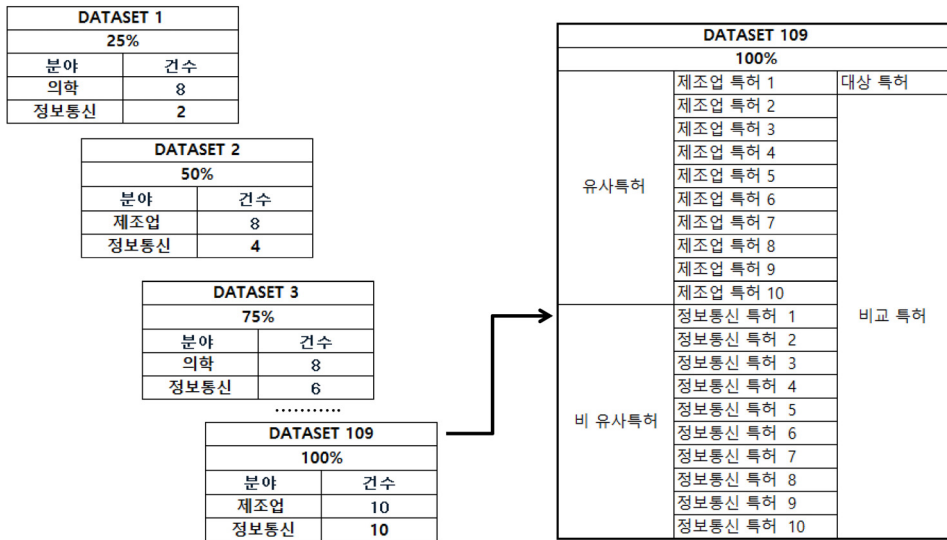 DATASET 1
25%
분야 건수
의학 8
정보통신 2
DATASET 2
50%
분야 건수
제조업 8
정보통신 4
DATASET 3
75%
분야 건수
의학 8
정보통신 6
...........
DATASET 109
100%
분야 건수
제조업 10
정보통신 10
DATASET 109
100%
유사특허
제조업 특허 1 대상 특허
제조업 특허 2
제조업 특허 3
제조업 특허 4
제조업 특허 5
제조업 특허 6
제조업 특허 7
제조업 특허 8
제조업 특허 9
제조업 특허 10
비교 특허
비 유사특허
정보통신 특허 1
정보통신 특허 2
정보통신 특허 3
정보통신 특허 4
정보통신 특허 5
정보통신 특허 6
정보통신 특허 7
정보통신 특허 8
정보통신 특허 9
정보통신 특허 10